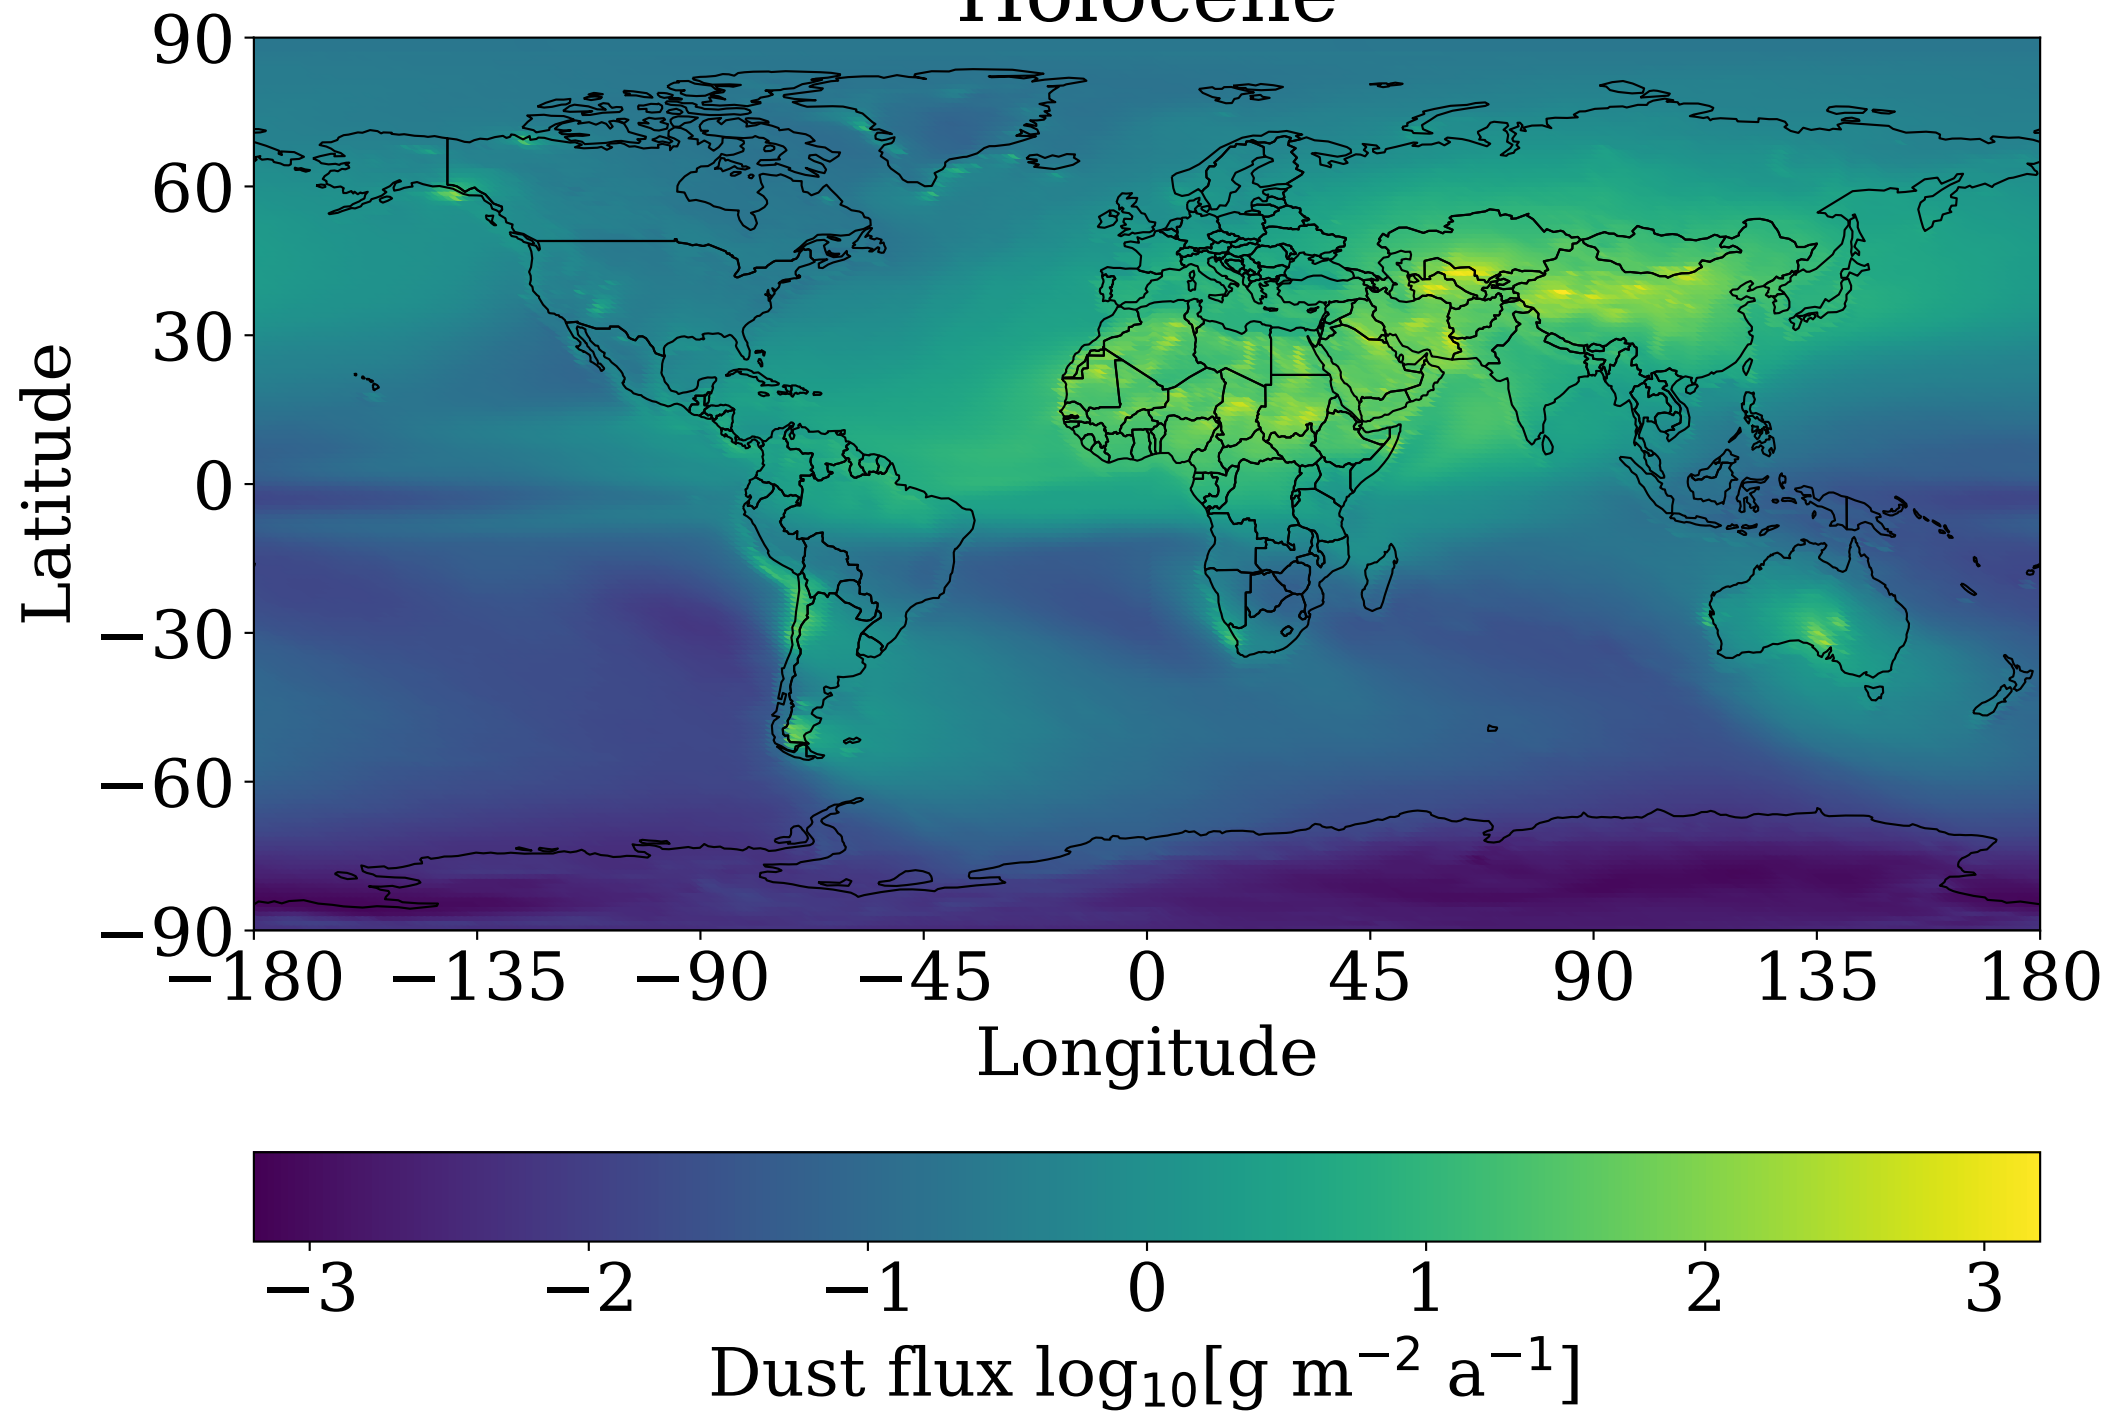 Holocene
90
60
30
0
−30
−60
−90
Latitude
−180 −135 −90 −45 0 45 90 135 180
Longitude
−3 −2 −1 0 1 2 3
Dust flux log₁₀[g m⁻² a⁻¹]